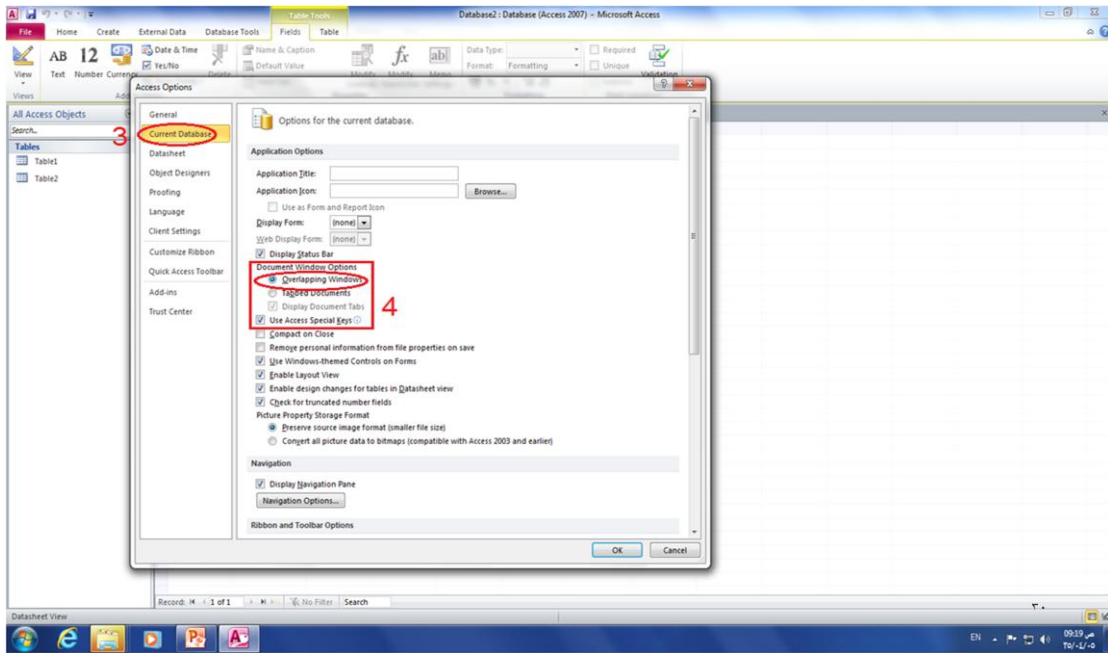 Table Tools
Database2 : Database (Access 2007) - Microsoft Access
File Home Create External Data Database Tools Fields Table
AB 12 Date & Time Name & Caption fx ab Data Type: Required
Yes/No Default Value Format: Formatting Unique
View Text Number Currency Delete Modify Modify Memo Validation
Views
Access Options
All Access Objects
Search...
Tables
Table1
Table2
3
General
Current Database
Datasheet
Object Designers
Proofing
Language
Client Settings
Customize Ribbon
Quick Access Toolbar
Add-ins
Trust Center
Options for the current database.
Application Options
Application Title:
Application Icon: Browse...
Use as Form and Report Icon
Display Form: (none)
Web Display Form: (none)
Display Status Bar
Document Window Options
Overlapping Windows
Tabbed Documents
Display Document Tabs
4
Use Access Special Keys
Compact on Close
Remove personal information from file properties on save
Use Windows-themed Controls on Forms
Enable Layout View
Enable design changes for tables in Datasheet view
Check for truncated number fields
Picture Property Storage Format
Preserve source image format (smaller file size)
Convert all picture data to bitmaps (compatible with Access 2003 and earlier)
Navigation
Display Navigation Pane
Navigation Options...
Ribbon and Toolbar Options
OK Cancel
Record: 1 of 1 No Filter Search
٣٠
Datasheet View
EN
09:19 ص
٢٥/٠٤/٠٥